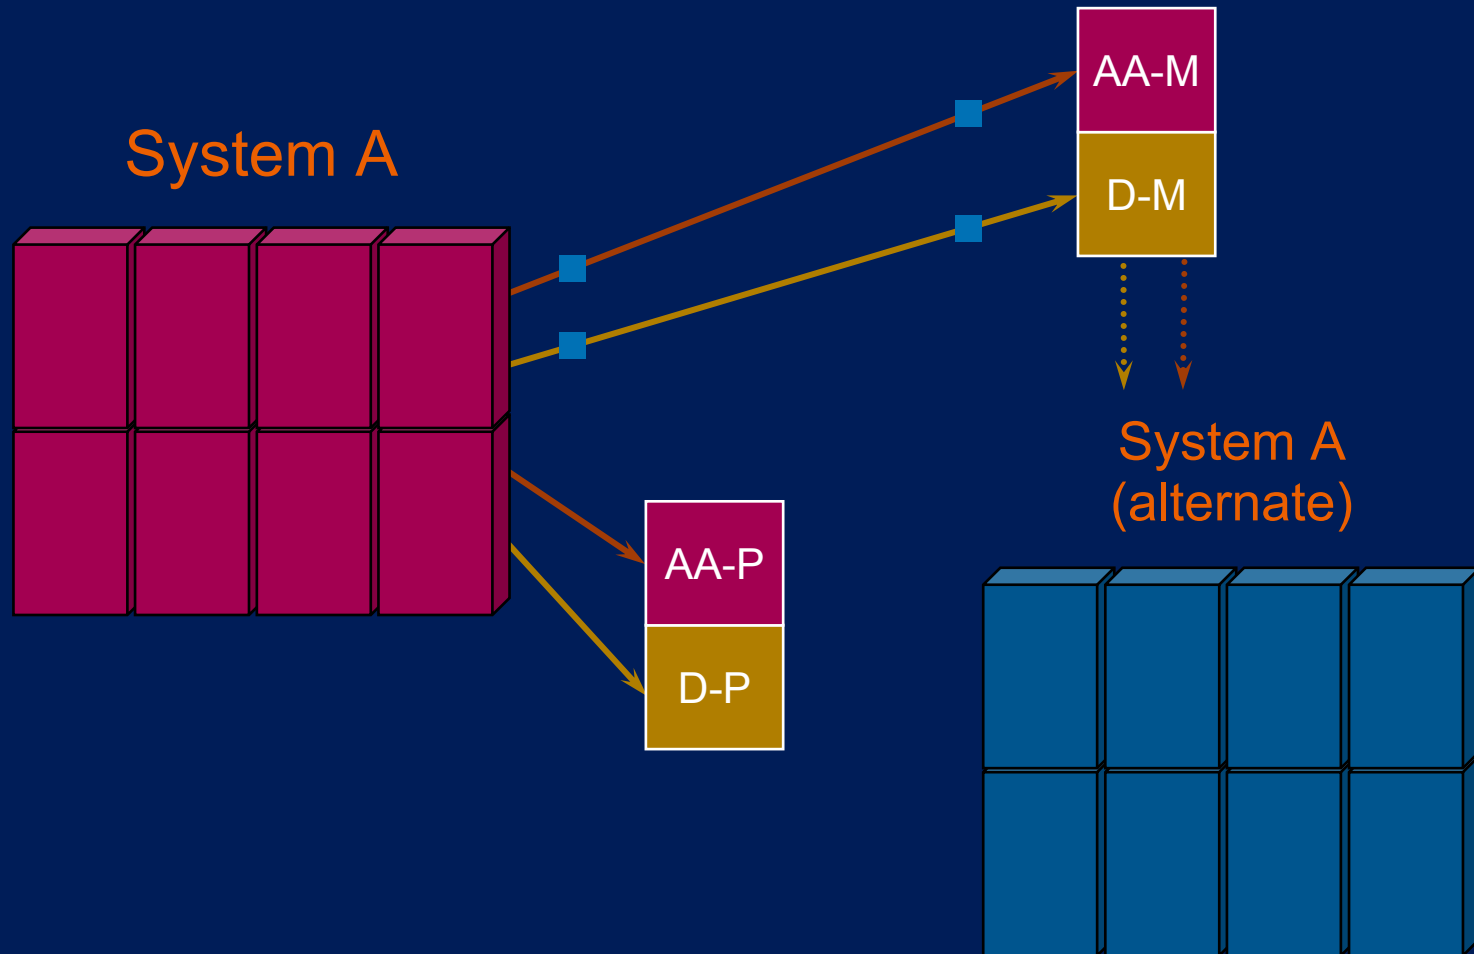 AA-M
System A
D-M
System A
(alternate)
AA-P
D-P